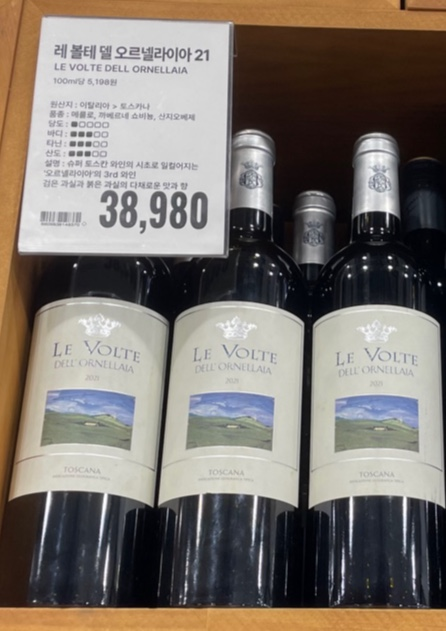 레 볼테 델 오르넬라이아 21
LE VOLTE DELL ORNELLAIA
100ml당 5,198원
원산지 : 이탈리아 > 토스카나
품종 : 메를로, 까베르네 쇼비뇽, 산지오베제
당도 : ■□□□□
바디 : ■■■□□
타닌 : ■■■□□
산도 : ■■■□□
설명 : 슈퍼 토스칸 와인의 시초로 일컬어지는
'오르넬라이아'의 3rd 와인
검은 과실과 붉은 과실의 다채로운 맛과 향
38,980
LE VOLTE
DELL'ORNELLAIA
2021
TOSCANA
LE VOLTE
DELL'ORNELLAIA
2021
TOSCANA
LE VOLTE
DELL'ORNELLAIA
2021
TOSCANA